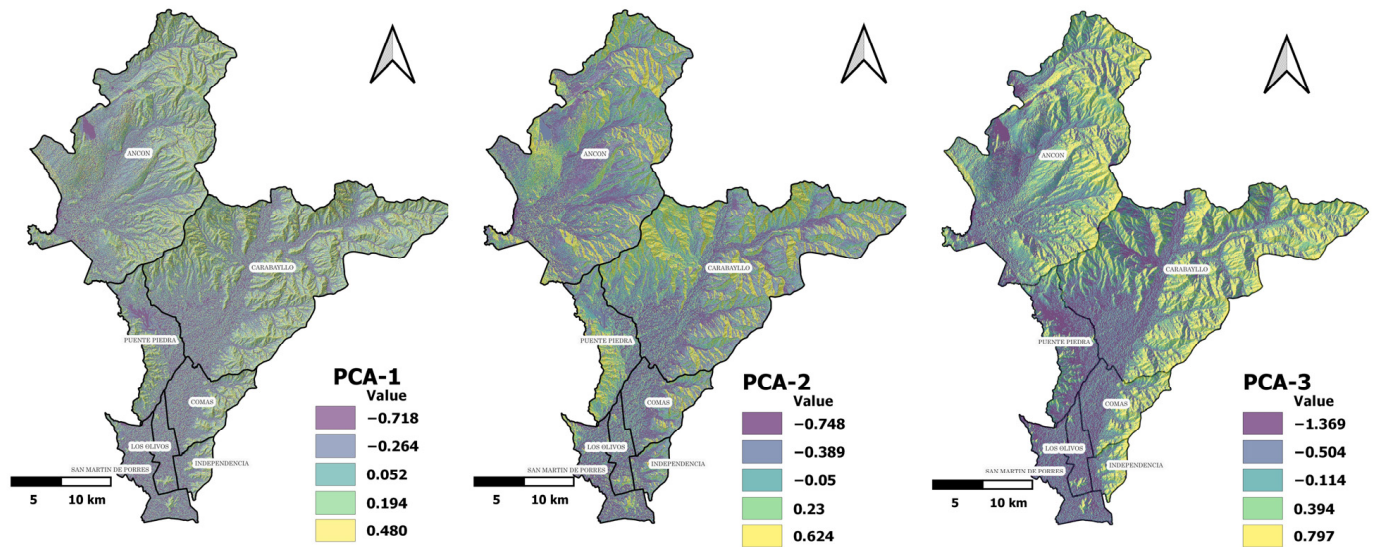 ANCON
CARABAYLLO
PUENTE PIEDRA
COMAS
LOS OLIVOS
SAN MARTIN DE PORRES
INDEPENDENCIA
5 10 km
PCA-1
Value
−0.718
−0.264
0.052
0.194
0.480
ANCON
CARABAYLLO
PUENTE PIEDRA
COMAS
LOS OLIVOS
SAN MARTIN DE PORRES
INDEPENDENCIA
5 10 km
PCA-2
Value
−0.748
−0.389
−0.05
0.23
0.624
ANCON
CARABAYLLO
PUENTE PIEDRA
COMAS
LOS OLIVOS
SAN MARTIN DE PORRES
INDEPENDENCIA
5 10 km
PCA-3
Value
−1.369
−0.504
−0.114
0.394
0.797